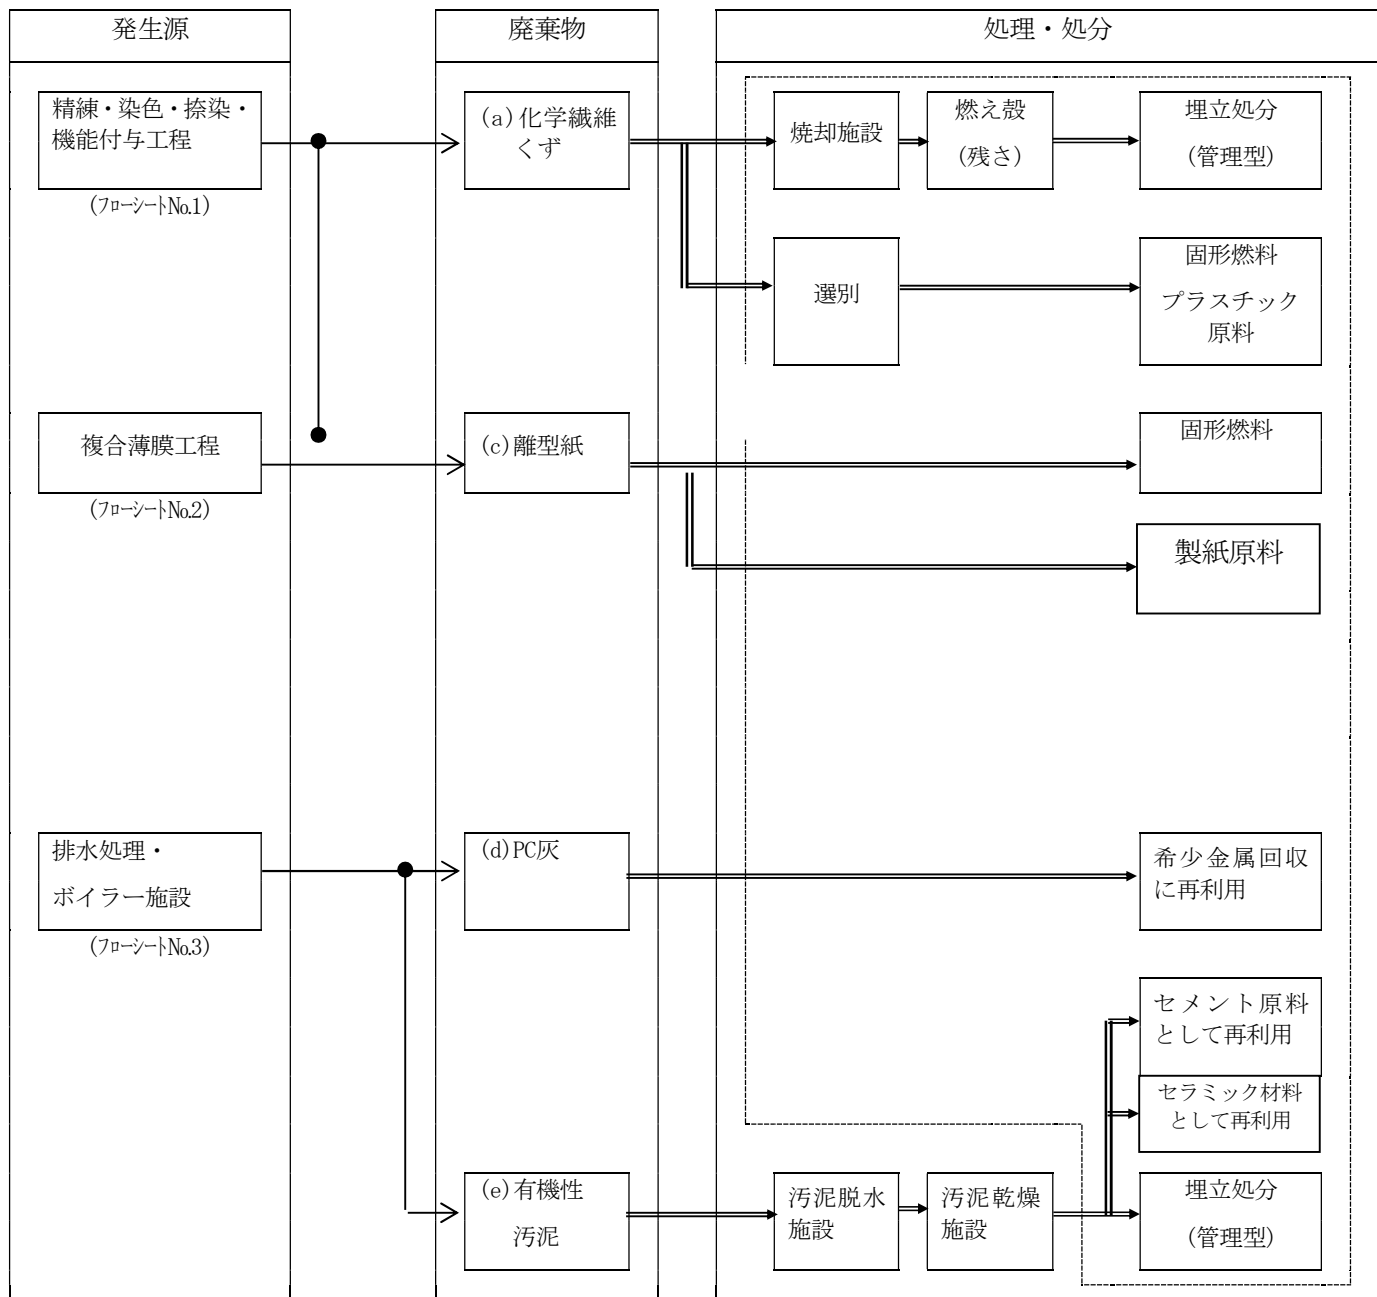 発生源
廃棄物
処理・処分
精練・染色・捺染・
機能付与工程
(ﾌﾛｰｼｰﾄNo.1)
(a)化学繊維
くず
焼却施設
燃え殻
(残さ)
埋立処分
(管理型)
選別
固形燃料
プラスチック
原料
複合薄膜工程
(ﾌﾛｰｼｰﾄNo.2)
(c)離型紙
固形燃料
製紙原料
排水処理・
ボイラー施設
(ﾌﾛｰｼｰﾄNo.3)
(d)PC灰
希少金属回収
に再利用
セメント原料
として再利用
セラミック材料
として再利用
(e)有機性
汚泥
汚泥脱水
施設
汚泥乾燥
施設
埋立処分
(管理型)